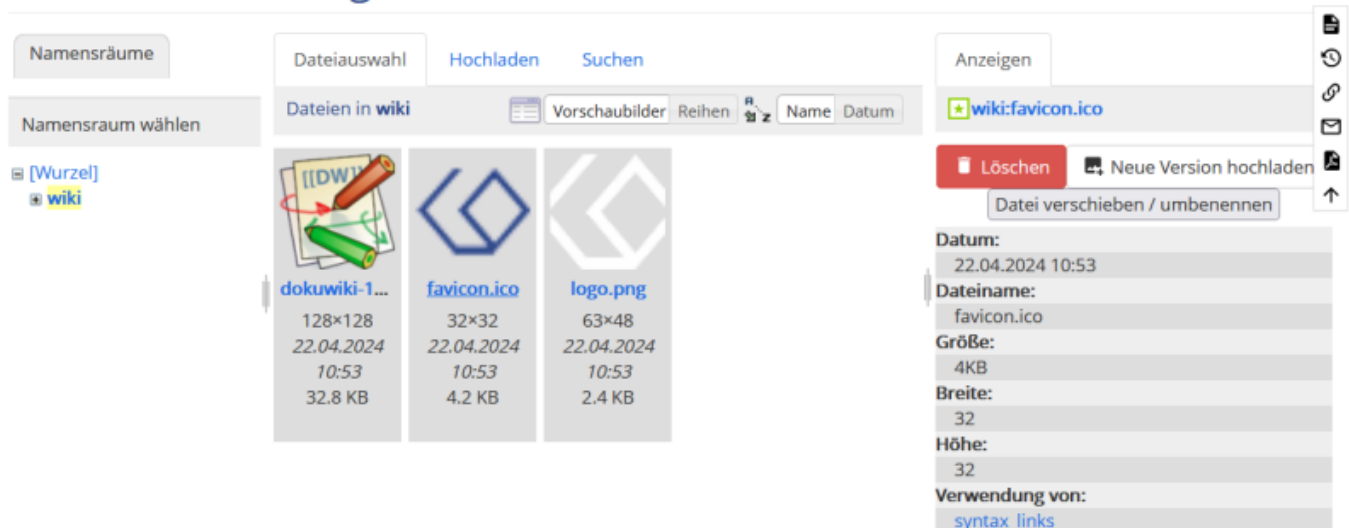 Namensräume
Namensraum wählen
[Wurzel]
wiki
Dateiauswahl Hochladen Suchen
Dateien in wiki Vorschaubilder Reihen Name Datum
[[DW]]
dokuwiki-1... favicon.ico logo.png
128×128 32×32 63×48
22.04.2024 22.04.2024 22.04.2024
10:53 10:53 10:53
32.8 KB 4.2 KB 2.4 KB
Anzeigen
wiki:favicon.ico
Löschen Neue Version hochladen
Datei verschieben / umbenennen
Datum:
22.04.2024 10:53
Dateiname:
favicon.ico
Größe:
4KB
Breite:
32
Höhe:
32
Verwendung von:
syntax_links